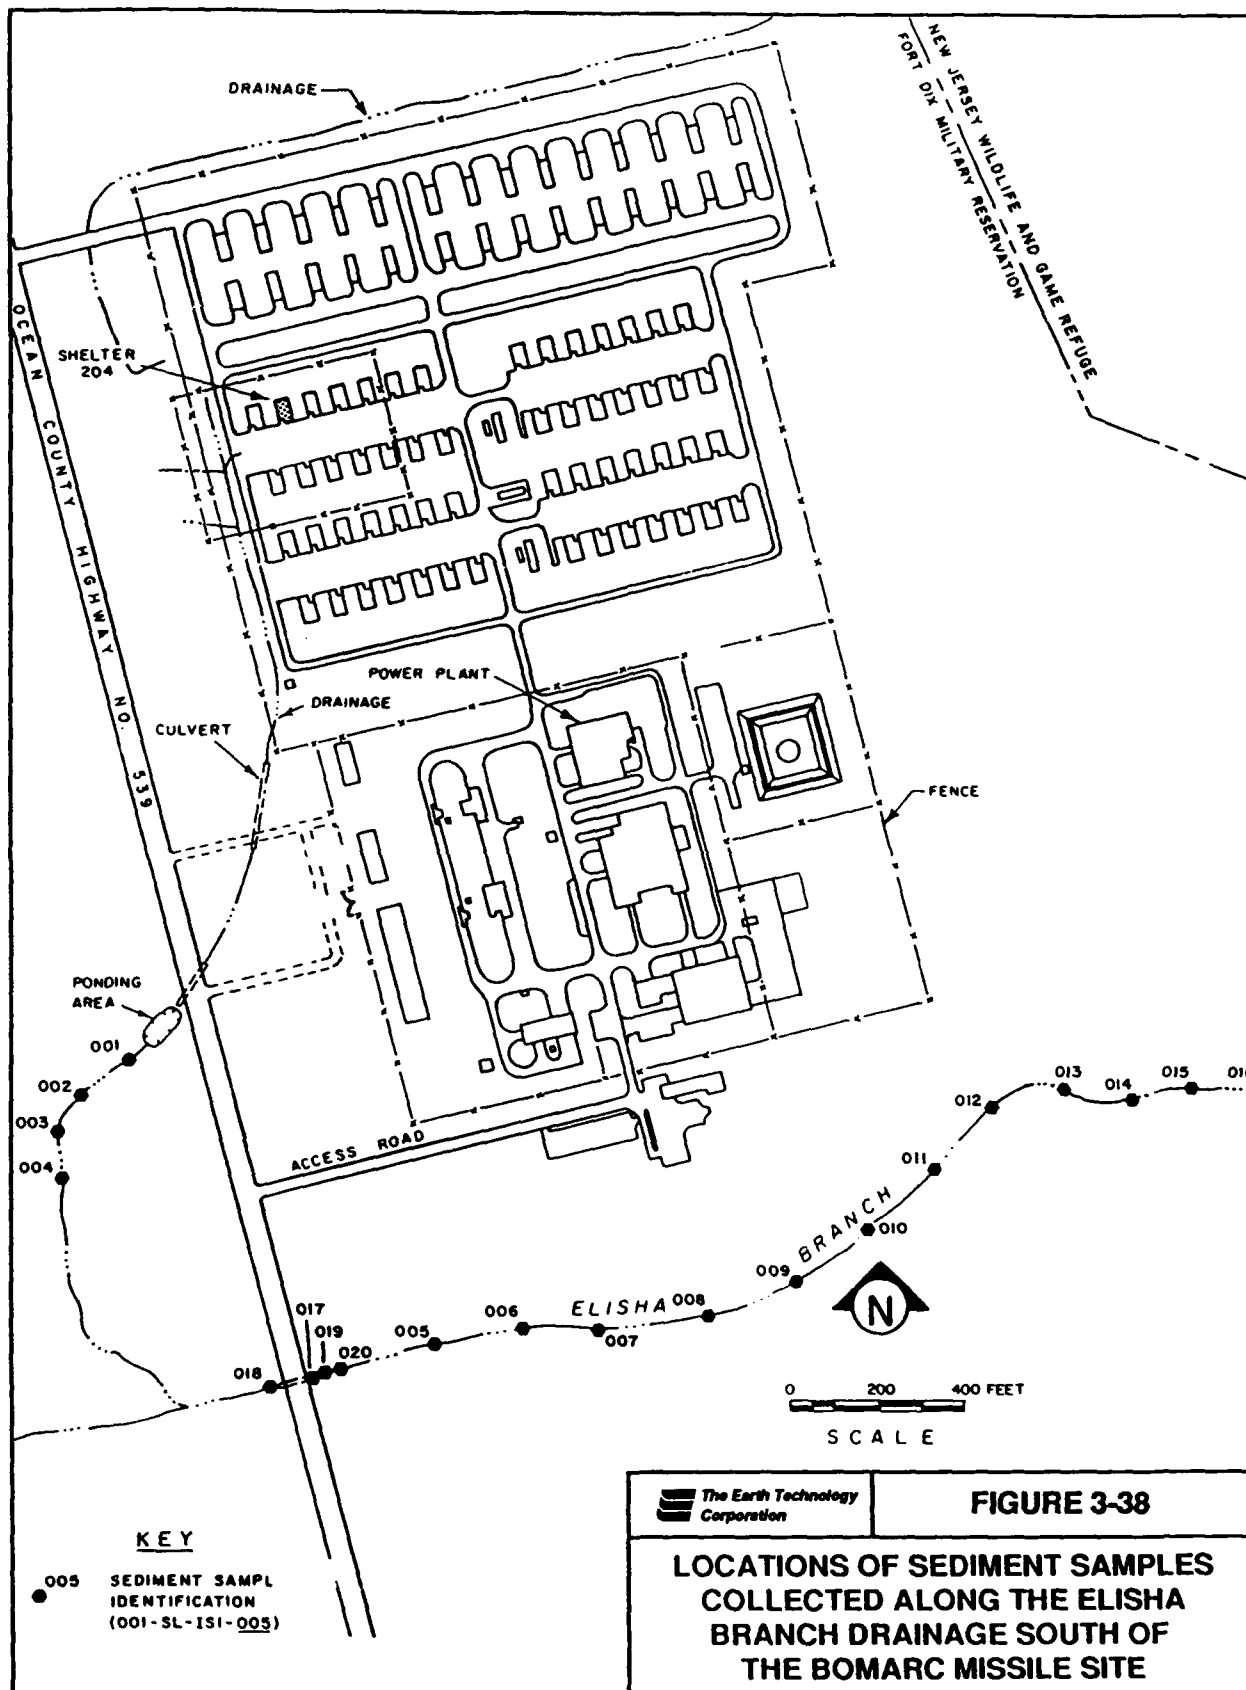 DRAINAGE
NEW JERSEY WILDLIFE AND GAME REFUGE
FORT DIX MILITARY RESERVATION
OCEAN COUNTY HIGHWAY NO. 539
SHELTER
204
POWER PLANT
DRAINAGE
CULVERT
FENCE
PONDING
AREA
001
002
003
004
ACCESS ROAD
013
014
015
012
011
010
009
ELISHA BRANCH
008
007
006
005
017
019
020
018
N
0 200 400 FEET
SCALE
KEY
005 SEDIMENT SAMPL
IDENTIFICATION
(001-SL-ISI-005)
The Earth Technology
Corporation
FIGURE 3-38
LOCATIONS OF SEDIMENT SAMPLES
COLLECTED ALONG THE ELISHA
BRANCH DRAINAGE SOUTH OF
THE BOMARC MISSILE SITE